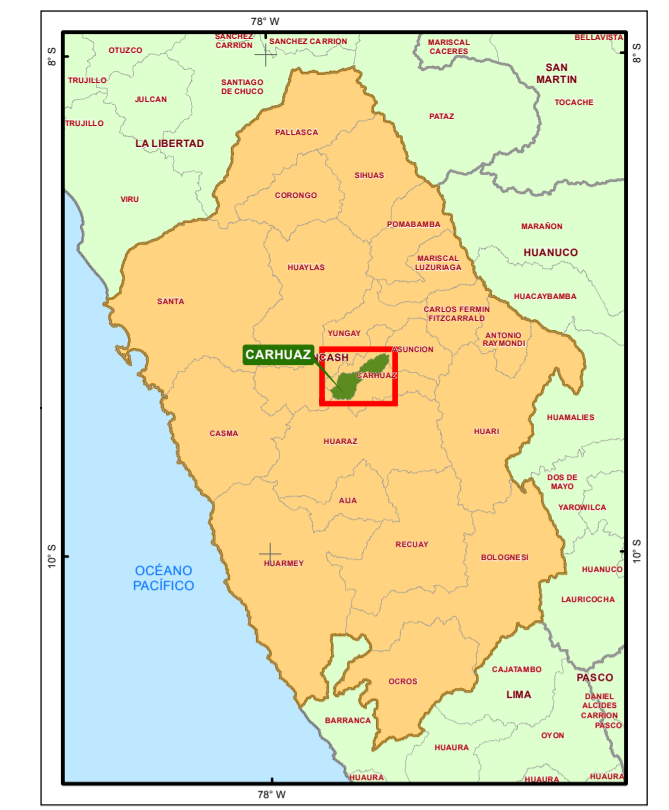 78° W
SANCHEZ
CARRIÓN
SANCHEZ CARRION
MARISCAL
CACERES
BELLAVISTA
OTUZCO
8° S
8° S
SAN
MARTIN
TRUJILLO
SANTIAGO
DE CHUCO
JULCAN
TOCACHE
PATAZ
TRUJILLO
PALLASCA
LA LIBERTAD
SIHUAS
CORONGO
VIRU
POMABAMBA
MARAÑON
HUANUCO
MARISCAL
LUZURIAGA
HUAYLAS
HUACAYBAMBA
SANTA
CARLOS FERMIN
FITZCARRALD
YUNGAY
ANTONIO
RAYMONDI
ASUNCION
CARHUAZ
NCASH
CARHUAZ
HUAMALIES
CASMA
HUARAZ
HUARI
DOS DE
MAYO
YAROWILCA
AIJA
RECUAY
BOLOGNESI
10° S
10° S
HUARMEY
HUANUCO
OCÉANO
PACÍFICO
LAURICOCHA
CAJATAMBO
PASCO
OCROS
LIMA
DANIEL
ALCIDES
CARRION
PASCO
BARRANCA
OYON
HUAURA
HUAURA
HUAURA
HUAURA
78° W